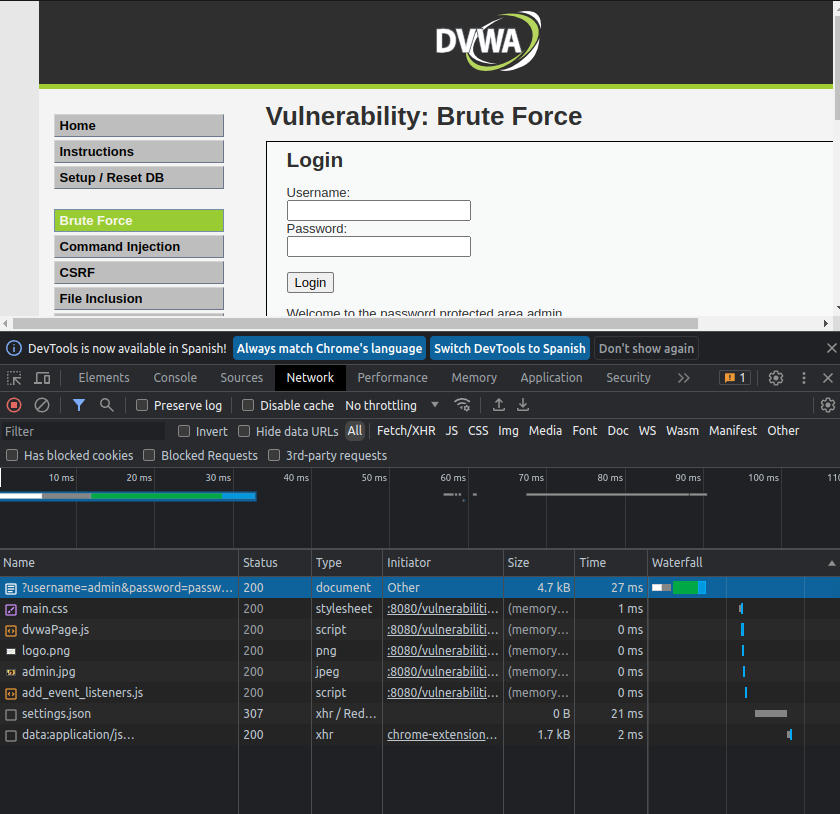 DVWA
Vulnerability: Brute Force
Home
Instructions
Setup / Reset DB
Brute Force
Command Injection
CSRF
File Inclusion
Login
Username:
Password:
Login
Welcome to the password protected area admin
DevTools is now available in Spanish! Always match Chrome's language Switch DevTools to Spanish Don't show again
Elements Console Sources Network Performance Memory Application Security 1
Preserve log Disable cache No throttling
Filter Invert Hide data URLs All Fetch/XHR JS CSS Img Media Font Doc WS Wasm Manifest Other
Has blocked cookies Blocked Requests 3rd-party requests
10 ms 20 ms 30 ms 40 ms 50 ms 60 ms 70 ms 80 ms 90 ms 100 ms 110
Name Status Type Initiator Size Time Waterfall
?username=admin&password=passw... 200 document Other 4.7 kB 27 ms
main.css 200 stylesheet :8080/vulnerabiliti... (memory... 1 ms
dvwaPage.js 200 script :8080/vulnerabiliti... (memory... 0 ms
logo.png 200 png :8080/vulnerabiliti... (memory... 0 ms
admin.jpg 200 jpeg :8080/vulnerabiliti... (memory... 0 ms
add_event_listeners.js 200 script :8080/vulnerabiliti... (memory... 0 ms
settings.json 307 xhr / Red... 0 B 21 ms
data:application/js... 200 xhr chrome-extension... 1.7 kB 2 ms